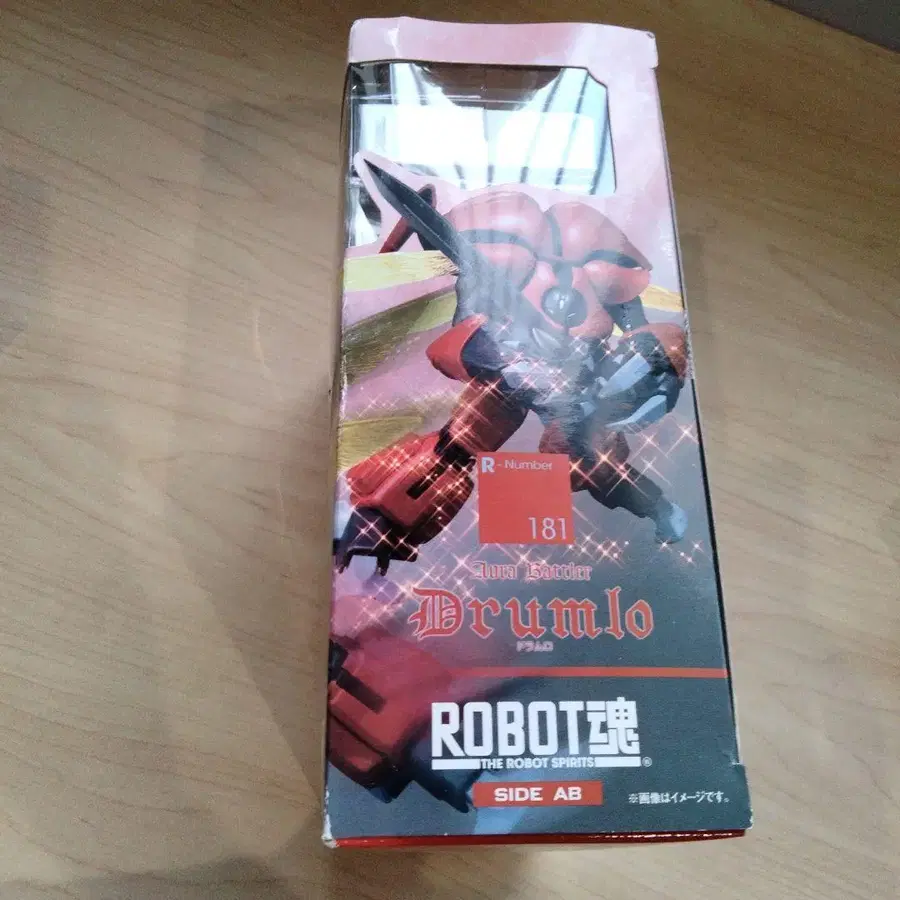 R - Number
181
Aura Battler
Drumlo
ドラムロ
ROBOT魂
THE ROBOT SPIRITS®
SIDE AB
※画像はイメージです。